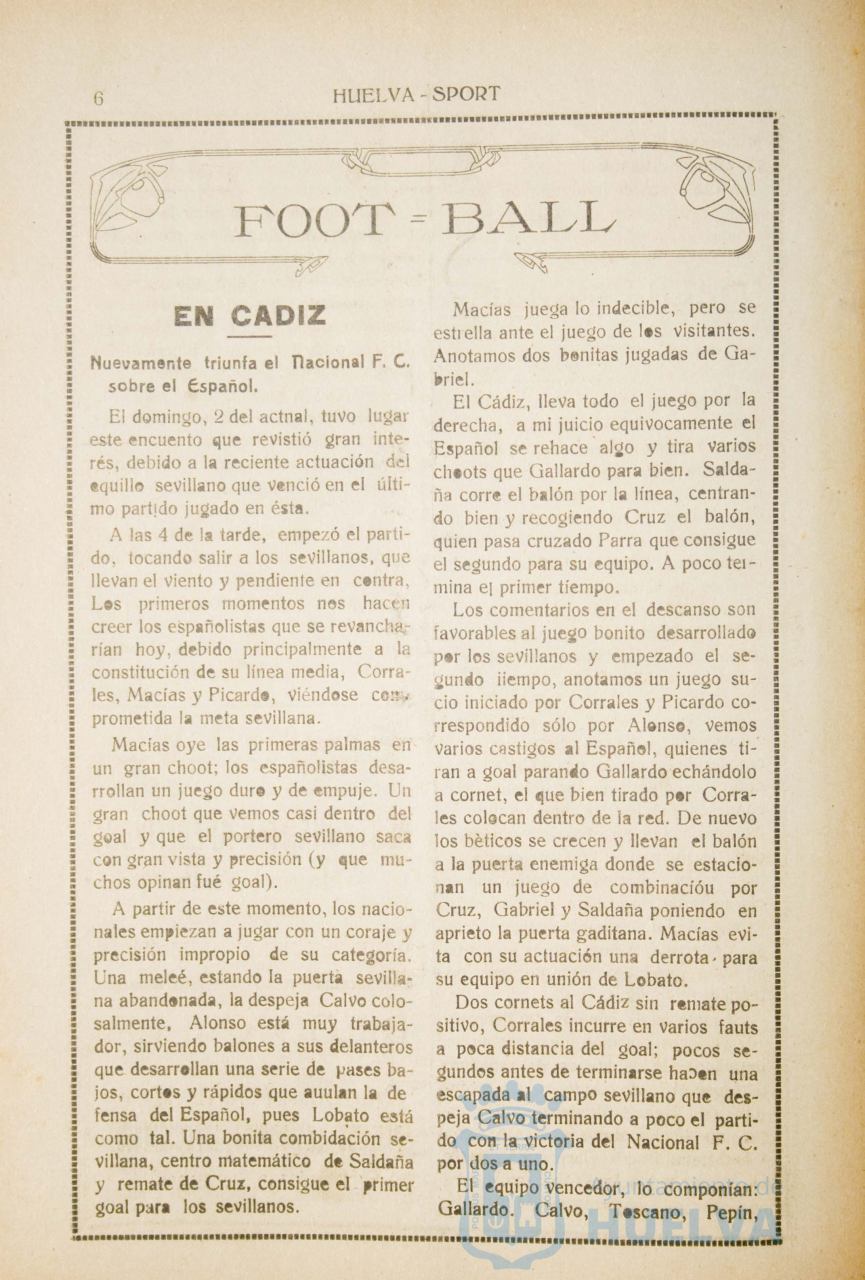 6
HUELVA - SPORT
FOOT = BALL
EN CADIZ
Nuevamente triunfa el Nacional F. C.
sobre el Español.
El domingo, 2 del actnal, tuvo lugar
este encuento que revistió gran inte-
rés, debido a la reciente actuación del
equillo sevillano que venció en el últi-
mo partido jugado en ésta.
A las 4 de la tarde, empezó el parti-
do, tocando salir a los sevillanos, que
llevan el viento y pendiente en contra.
Los primeros momentos nos hacen
creer los españolistas que se revancha-
rían hoy, debido principalmente a la
constitución de su línea media, Corra-
les, Macías y Picardo, viéndose com-
prometida la meta sevillana.
Macías oye las primeras palmas en
un gran choot; los españolistas desa-
rrollan un juego duro y de empuje. Un
gran choot que vemos casi dentro del
goal y que el portero sevillano saca
con gran vista y precisión (y que mu-
chos opinan fué goal).
A partir de este momento, los nacio-
nales empiezan a jugar con un coraje y
precisión impropio de su categoría.
Una meleé, estando la puerta sevilla-
na abandonada, la despeja Calvo colo-
salmente, Alonso está muy trabaja-
dor, sirviendo balones a sus delanteros
que desarrollan una serie de pases ba-
jos, cortos y rápidos que auulan la de
fensa del Español, pues Lobato está
como tal. Una bonita combidación se-
villana, centro matemático de Saldaña
y remate de Cruz, consigue el primer
goal para los sevillanos.
Macías juega lo indecible, pero se
estrella ante el juego de los visitantes.
Anotamos dos bonitas jugadas de Ga-
briel.
El Cádiz, lleva todo el juego por la
derecha, a mi juicio equivocamente el
Español se rehace algo y tira varios
choots que Gallardo para bien. Salda-
ña corre el balón por la línea, centran-
do bien y recogiendo Cruz el balón,
quien pasa cruzado Parra que consigue
el segundo para su equipo. A poco ter-
mina el primer tiempo.
Los comentarios en el descanso son
favorables al juego bonito desarrollado
por los sevillanos y empezado el se-
gundo iiempo, anotamos un juego su-
cio iniciado por Corrales y Picardo co-
rrespondido sólo por Alonso, vemos
varios castigos al Español, quienes ti-
ran a goal parando Gallardo echándolo
a cornet, el que bien tirado por Corra-
les colocan dentro de la red. De nuevo
los bèticos se crecen y llevan el balón
a la puerta enemiga donde se estacio-
nan un juego de combinacíóu por
Cruz, Gabriel y Saldaña poniendo en
aprieto la puerta gaditana. Macías evi-
ta con su actuación una derrota para
su equipo en unión de Lobato.
Dos cornets al Cádiz sin remate po-
sitivo, Corrales incurre en varios fauts
a poca distancia del goal; pocos se-
gundos antes de terminarse hacen una
escapada al campo sevillano que des-
peja Calvo terminando a poco el parti-
do con la victoria del Nacional F. C.
por dos a uno.
El equipo vencedor, lo componían:
Gallardo. Calvo, Toscano, Pepín,
Ayuntamiento de
HUELVA